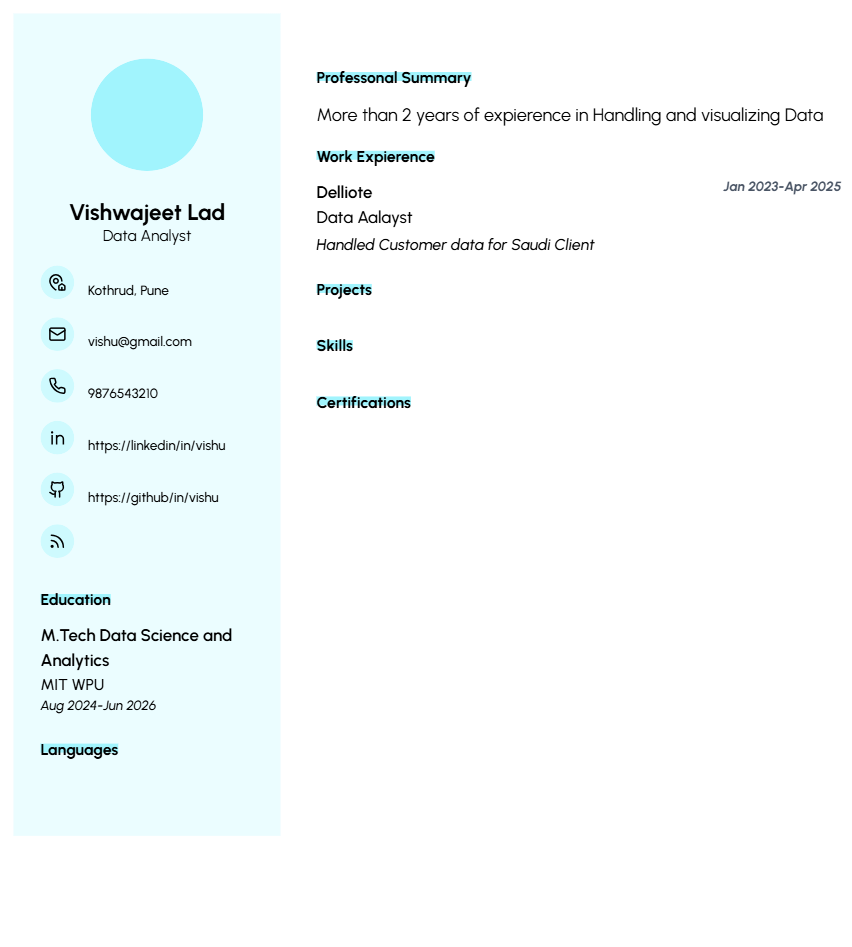 Vishwajeet Lad
Data Analyst
Kothrud, Pune
vishu@gmail.com
9876543210
https://linkedin/in/vishu
https://github/in/vishu
Education
M.Tech Data Science and
Analytics
MIT WPU
Aug 2024-Jun 2026
Languages
Professonal Summary
More than 2 years of expierence in Handling and visualizing Data
Work Expierence
Delliote
Jan 2023-Apr 2025
Data Aalayst
Handled Customer data for Saudi Client
Projects
Skills
Certifications